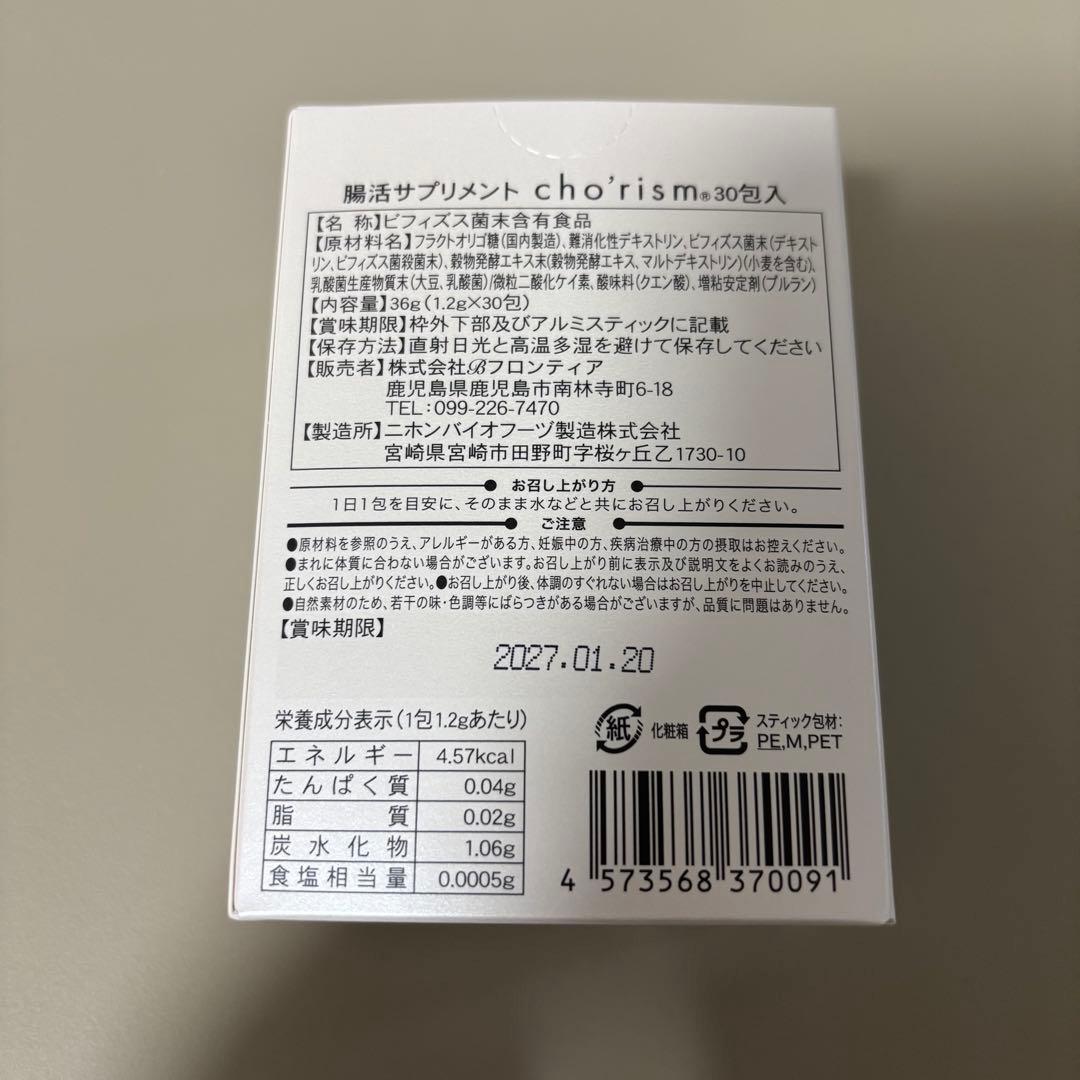 腸活サプリメント cho'rism®30包入
【名 称】ビフィズス菌末含有食品
【原材料名】フラクトオリゴ糖(国内製造)、難消化性デキストリン、ビフィズス菌末(デキスト
リン、ビフィズス菌殺菌末)、穀物発酵エキス末(穀物発酵エキス、マルトデキストリン)(小麦を含む)、
乳酸菌生産物質末(大豆、乳酸菌)/微粒二酸化ケイ素、酸味料(クエン酸)、増粘安定剤(プルラン)
【内容量】36g(1.2g×30包)
【賞味期限】枠外下部及びアルミスティックに記載
【保存方法】直射日光と高温多湿を避けて保存してください
【販売者】株式会社ℬフロンティア
鹿児島県鹿児島市南林寺町6-18
TEL:099-226-7470
【製造所】ニホンバイオフーヅ製造株式会社
宮崎県宮崎市田野町字桜ヶ丘乙1730-10
お召し上がり方
1日1包を目安に、そのまま水などと共にお召し上がりください。
ご注意
●原材料を参照のうえ、アレルギーがある方、妊娠中の方、疾病治療中の方の摂取はお控えください。
●まれに体質に合わない場合がございます。お召し上がり前に表示及び説明文をよくお読みのうえ、
正しくお召し上がりください。●お召し上がり後、体調のすぐれない場合はお召し上がりを中止してください。
●自然素材のため、若干の味・色調等にばらつきがある場合がございますが、品質に問題はありません。
【賞味期限】
2027.01.20
栄養成分表示(1包1.2gあたり)
エネルギー 4.57kcal
たんぱく質 0.04g
脂質 0.02g
炭水化物 1.06g
食塩相当量 0.0005g
紙 化粧箱 プラ スティック包材:
PE,M,PET
4 573568 370091